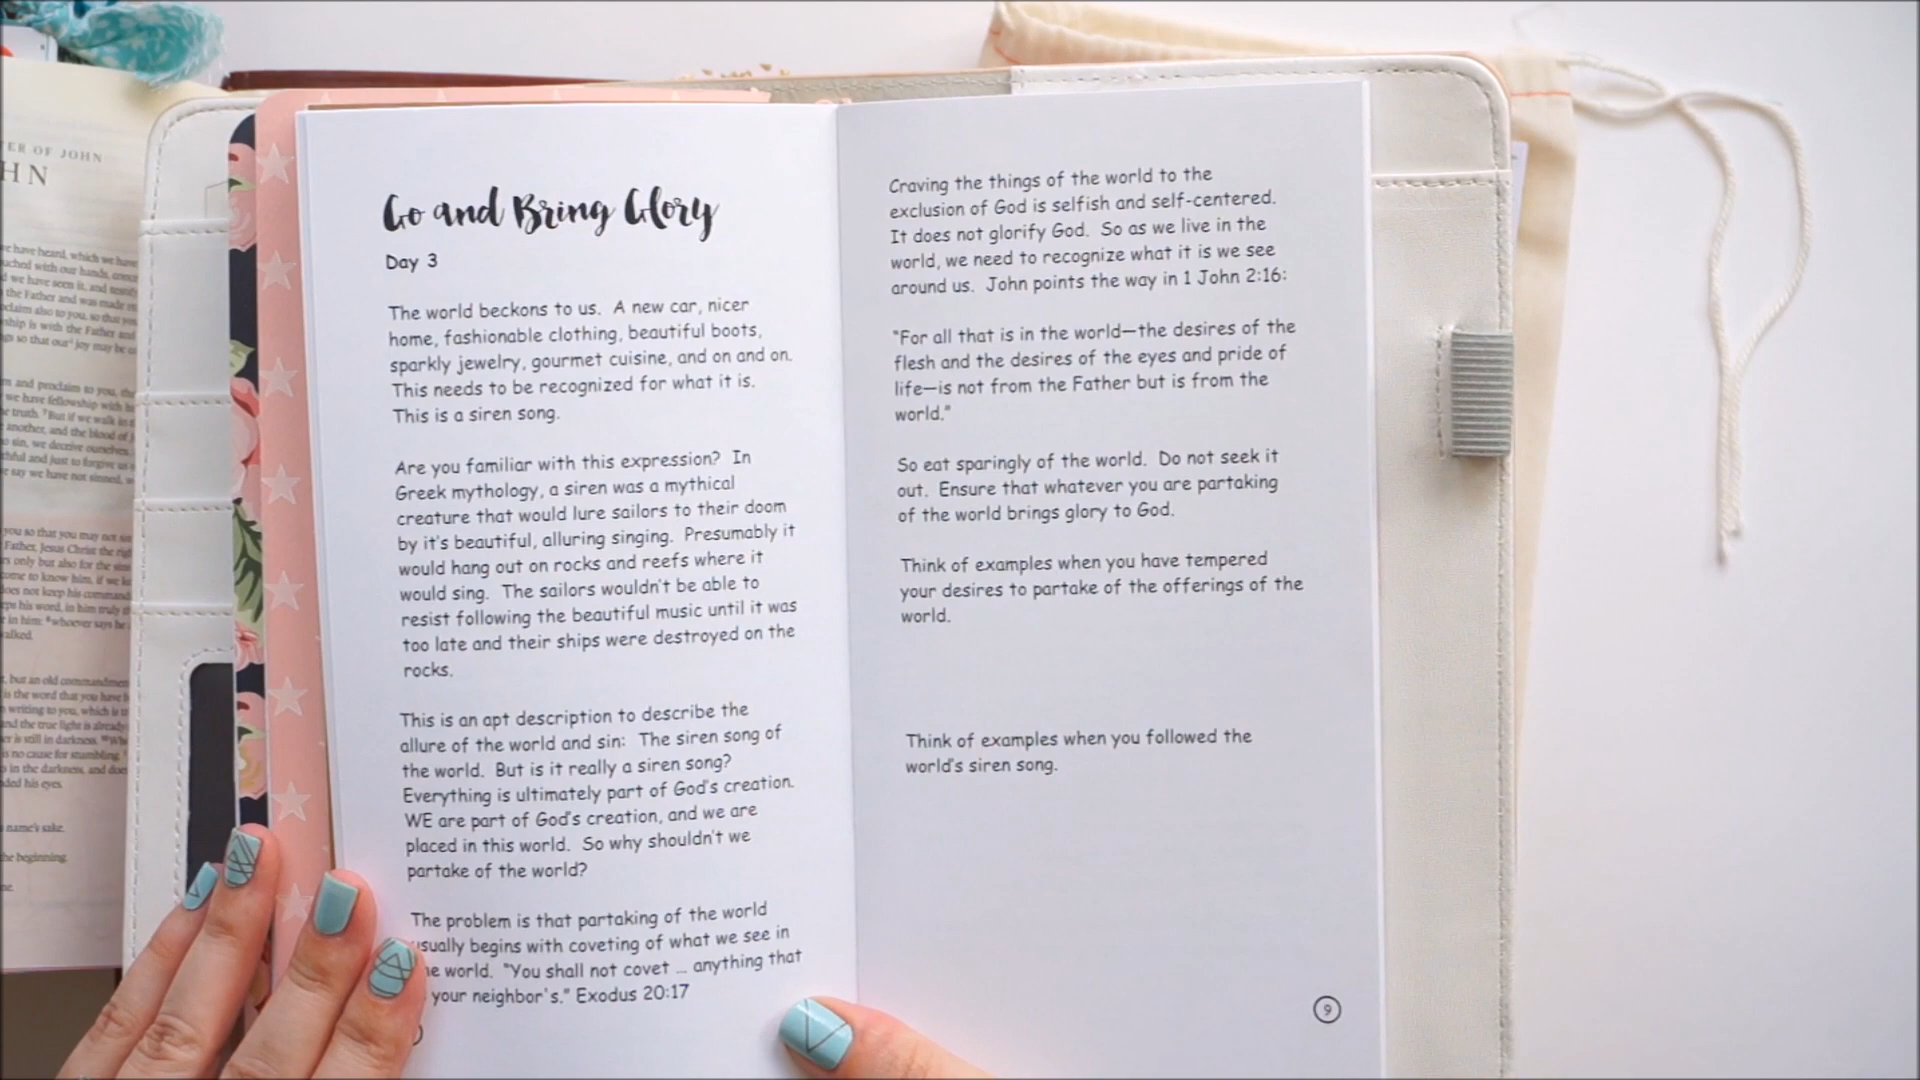 ER OF JOHN
HN
Go and Bring Glory
Day 3
The world beckons to us. A new car, nicer
home, fashionable clothing, beautiful boots,
sparkly jewelry, gourmet cuisine, and on and on.
This needs to be recognized for what it is.
This is a siren song.
Are you familiar with this expression? In
Greek mythology, a siren was a mythical
creature that would lure sailors to their doom
by it's beautiful, alluring singing. Presumably it
would hang out on rocks and reefs where it
would sing. The sailors wouldn't be able to
resist following the beautiful music until it was
too late and their ships were destroyed on the
rocks.
This is an apt description to describe the
allure of the world and sin: The siren song of
the world. But is it really a siren song?
Everything is ultimately part of God's creation.
WE are part of God's creation, and we are
placed in this world. So why shouldn't we
partake of the world?
The problem is that partaking of the world
usually begins with coveting of what we see in
he world. "You shall not covet ... anything that
your neighbor's." Exodus 20:17
Craving the things of the world to the
exclusion of God is selfish and self-centered.
It does not glorify God. So as we live in the
world, we need to recognize what it is we see
around us. John points the way in 1 John 2:16:
"For all that is in the world—the desires of the
flesh and the desires of the eyes and pride of
life—is not from the Father but is from the
world."
So eat sparingly of the world. Do not seek it
out. Ensure that whatever you are partaking
of the world brings glory to God.
Think of examples when you have tempered
your desires to partake of the offerings of the
world.
Think of examples when you followed the
world's siren song.
9